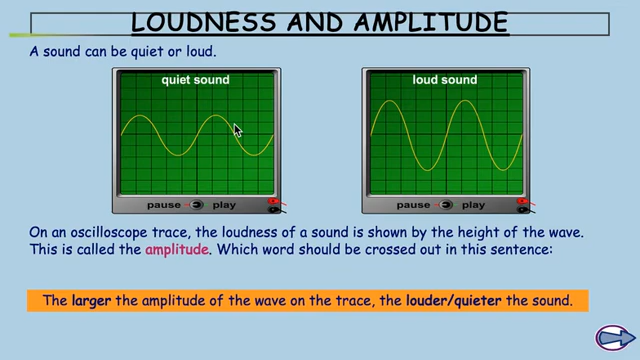 LOUDNESS AND AMPLITUDE
A sound can be quiet or loud.
quiet sound
loud sound
pause play
pause play
On an oscilloscope trace, the loudness of a sound is shown by the height of the wave.
This is called the amplitude. Which word should be crossed out in this sentence:
The larger the amplitude of the wave on the trace, the louder/quieter the sound.